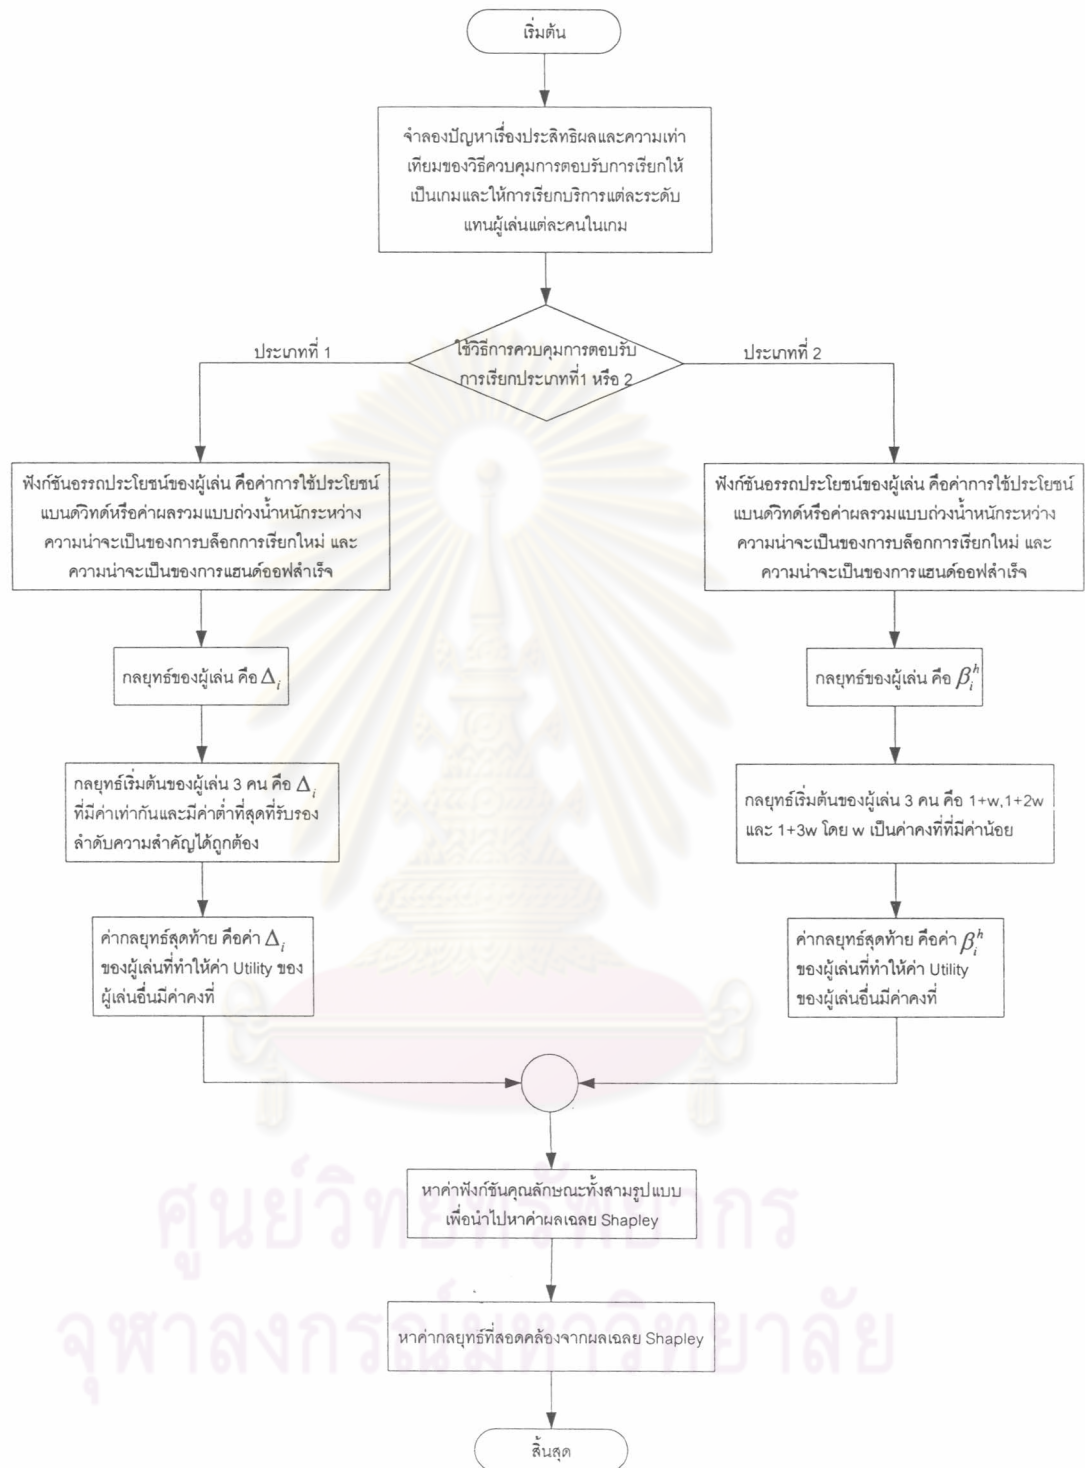 เริ่มต้น
จำลองปัญหาเรื่องประสิทธิผลและความเท่า
เทียมของวิธีควบคุมการตอบรับการเรียกให้
เป็นเกมและให้การเรียกบริการแต่ละระดับ
แทนผู้เล่นแต่ละคนในเกม
ใช้วิธีการควบคุมการตอบรับ
การเรียกประเภทที่1 หรือ 2
ประเภทที่ 1
ประเภทที่ 2
ฟังก์ชันอรรถประโยชน์ของผู้เล่น คือค่าการใช้ประโยชน์
แบนด์วิทด์หรือค่าผลรวมแบบถ่วงน้ำหนักระหว่าง
ความน่าจะเป็นของการบล็อกการเรียกใหม่ และ
ความน่าจะเป็นของการแฮนด์ออฟสำเร็จ
กลยุทธ์ของผู้เล่น คือ Δi
กลยุทธ์เริ่มต้นของผู้เล่น 3 คน คือ Δi
ที่มีค่าเท่ากันและมีค่าต่ำที่สุดที่รับรอง
ลำดับความสำคัญได้ถูกต้อง
ค่ากลยุทธ์สุดท้าย คือค่า Δi
ของผู้เล่นที่ทำให้ค่า Utility ของ
ผู้เล่นอื่นมีค่าคงที่
ฟังก์ชันอรรถประโยชน์ของผู้เล่น คือค่าการใช้ประโยชน์
แบนด์วิทด์หรือค่าผลรวมแบบถ่วงน้ำหนักระหว่าง
ความน่าจะเป็นของการบล็อกการเรียกใหม่ และ
ความน่าจะเป็นของการแฮนด์ออฟสำเร็จ
กลยุทธ์ของผู้เล่น คือ βiʰ
กลยุทธ์เริ่มต้นของผู้เล่น 3 คน คือ 1+w,1+2w
และ 1+3w โดย w เป็นค่าคงที่ที่มีค่าน้อย
ค่ากลยุทธ์สุดท้าย คือค่า βiʰ
ของผู้เล่นที่ทำให้ค่า Utility
ของผู้เล่นอื่นมีค่าคงที่
หาค่าฟังก์ชันคุณลักษณะทั้งสามรูปแบบ
เพื่อนำไปหาค่าผลเฉลย Shapley
หาค่ากลยุทธ์ที่สอดคล้องจากผลเฉลย Shapley
สิ้นสุด
ศูนย์วิทยทรัพยากร
จุฬาลงกรณ์มหาวิทยาลัย